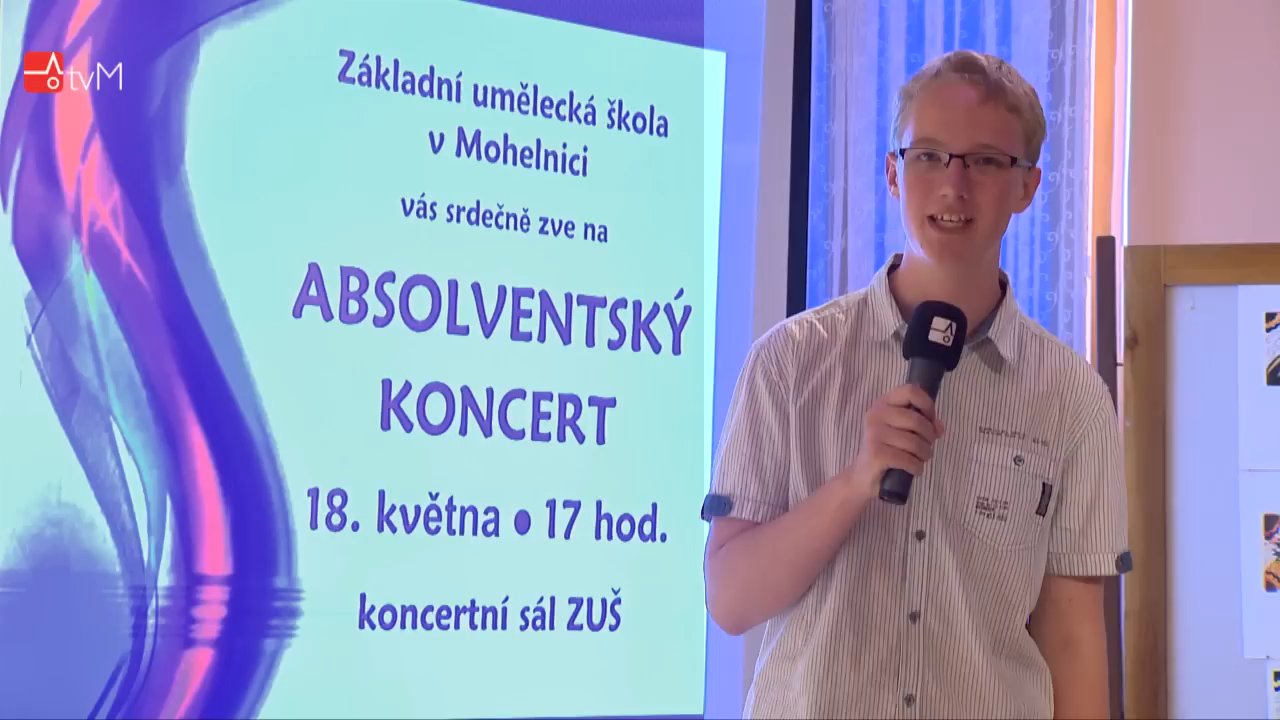 tvM
Základní umělecká škola
v Mohelnici
vás srdečně zve na
ABSOLVENTSKÝ
KONCERT
18. května • 17 hod.
koncertní sál ZUŠ